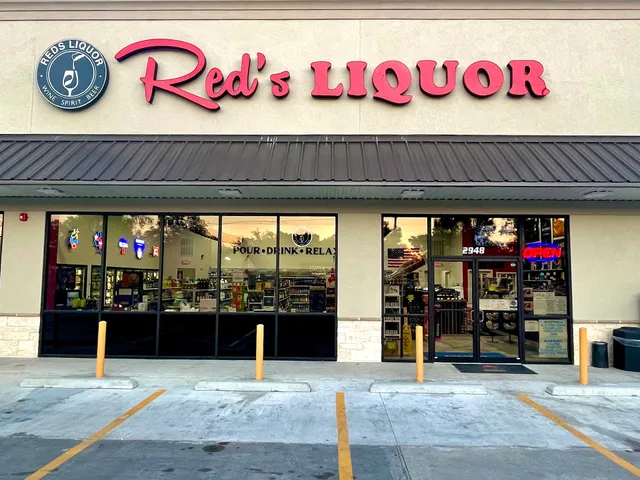 REDS LIQUOR
WINE SPIRIT BEER
Red's LIQUOR
POUR • DRINK • RELAX
2948
OPEN